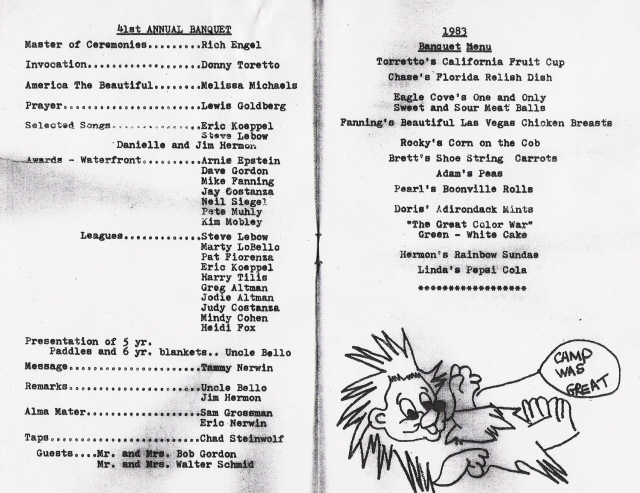 41st ANNUAL BANQUET
Master of Ceremonies.........Rich Engel
Invocation...................Donny Toretto
America The Beautiful........Melissa Michaels
Prayer.......................Lewis Goldberg
Selected Songs...............Eric Koeppel
Steve Lebow
Danielle and Jim Hermon
Awards - Waterfront..........Arnie Epstein
Dave Gordon
Mike Fanning
Jay Costanza
Neil Siegel
Pete Muhly
Kim Mobley
Leagues................Steve Lebow
Marty LoBello
Pat Fiorenza
Eric Koeppel
Harry Tilis
Greg Altman
Jodie Altman
Judy Costanza
Mindy Cohen
Heidi Fox
Presentation of 5 yr.
Paddles and 6 yr. blankets.. Uncle Bello
Message......................Tammy Nerwin
Remarks......................Uncle Bello
Jim Hermon
Alma Mater...................Sam Grossman
Eric Nerwin
Taps.........................Chad Steinwolf
Guests....Mr. and Mrs. Bob Gordon
Mr. and Mrs. Walter Schmid
1983
Banquet Menu
Torretto's California Fruit Cup
Chase's Florida Relish Dish
Eagle Cove's One and Only
Sweet and Sour Meat Balls
Fanning's Beautiful Las Vegas Chicken Breasts
Rocky's Corn on the Cob
Brett's Shoe String Carrots
Adam's Peas
Pearl's Boonville Rolls
Doris' Adirondack Mints
"The Great Color War"
Green - White Cake
Hermon's Rainbow Sundae
Linda's Pepsi Cola
******************
CAMP
WAS
GREAT